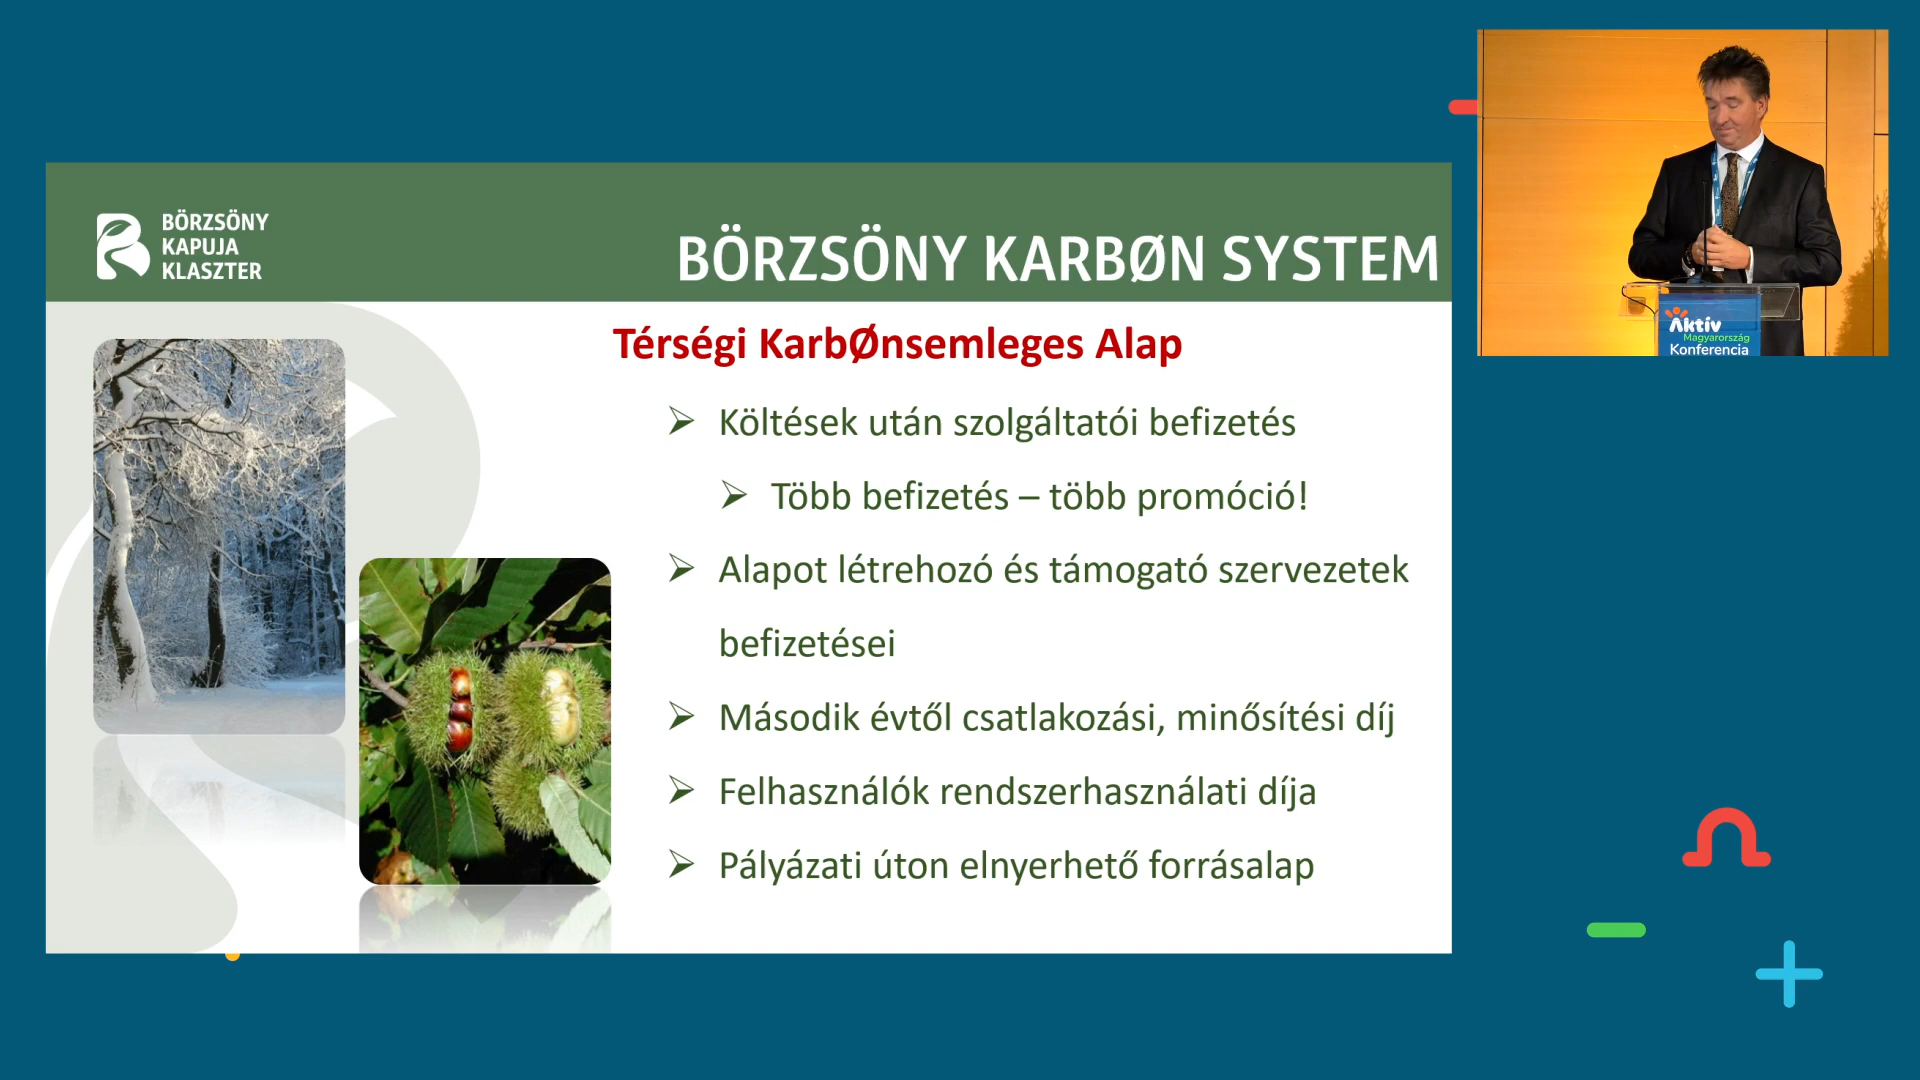 BÖRZSÖNY
KAPUJA
KLASZTER
BÖRZSÖNY KARBØN SYSTEM
Térségi KarbØnsemleges Alap
Költések után szolgáltatói befizetés
Több befizetés – több promóció!
Alapot létrehozó és támogató szervezetek
befizetései
Második évtől csatlakozási, minősítési díj
Felhasználók rendszerhasználati díja
Pályázati úton elnyerhető forrásalap
Aktív
Magyarország
Konferencia